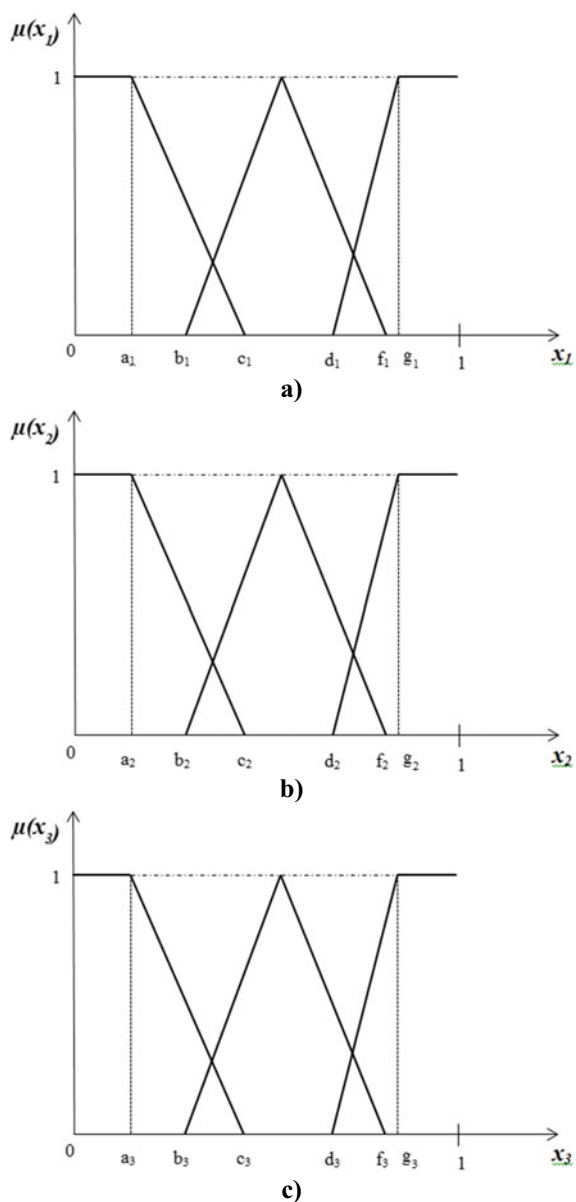 μ(x₁)
1
0 a₁ b₁ c₁ d₁ f₁ g₁ 1 x₁
a)
μ(x₂)
1
0 a₂ b₂ c₂ d₂ f₂ g₂ 1 x₂
b)
μ(x₃)
1
0 a₃ b₃ c₃ d₃ f₃ g₃ 1 x₃
c)